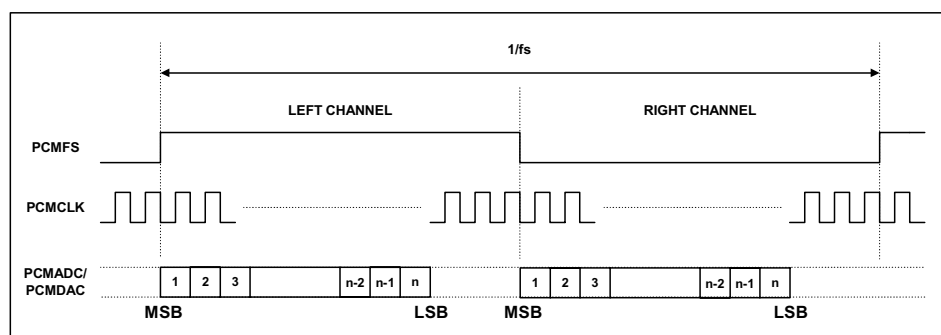 1/fs
LEFT CHANNEL RIGHT CHANNEL
PCMFS
PCMCLK
PCMADC/
PCMDAC
1 2 3 n-2 n-1 n 1 2 3 n-2 n-1 n
MSB LSB MSB LSB